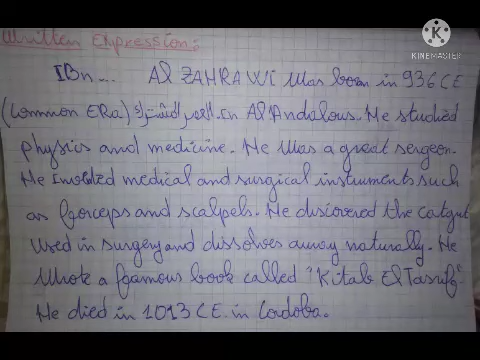 KINEMASTER
Written Expression:
IBn... Al ZAHRAWI was born in 936 CE
(Common ERa) in Al Andalous. He studied
physics and medicine. He was a great sergeon.
He Invented medical and surgical instruments such
as forceps and scalpels. He discovered the catgut
used in surgery and dissolves away naturally. He
wrote a famous book called "Kitab El Tasrif"
He died in 1013 CE. in Cordoba.